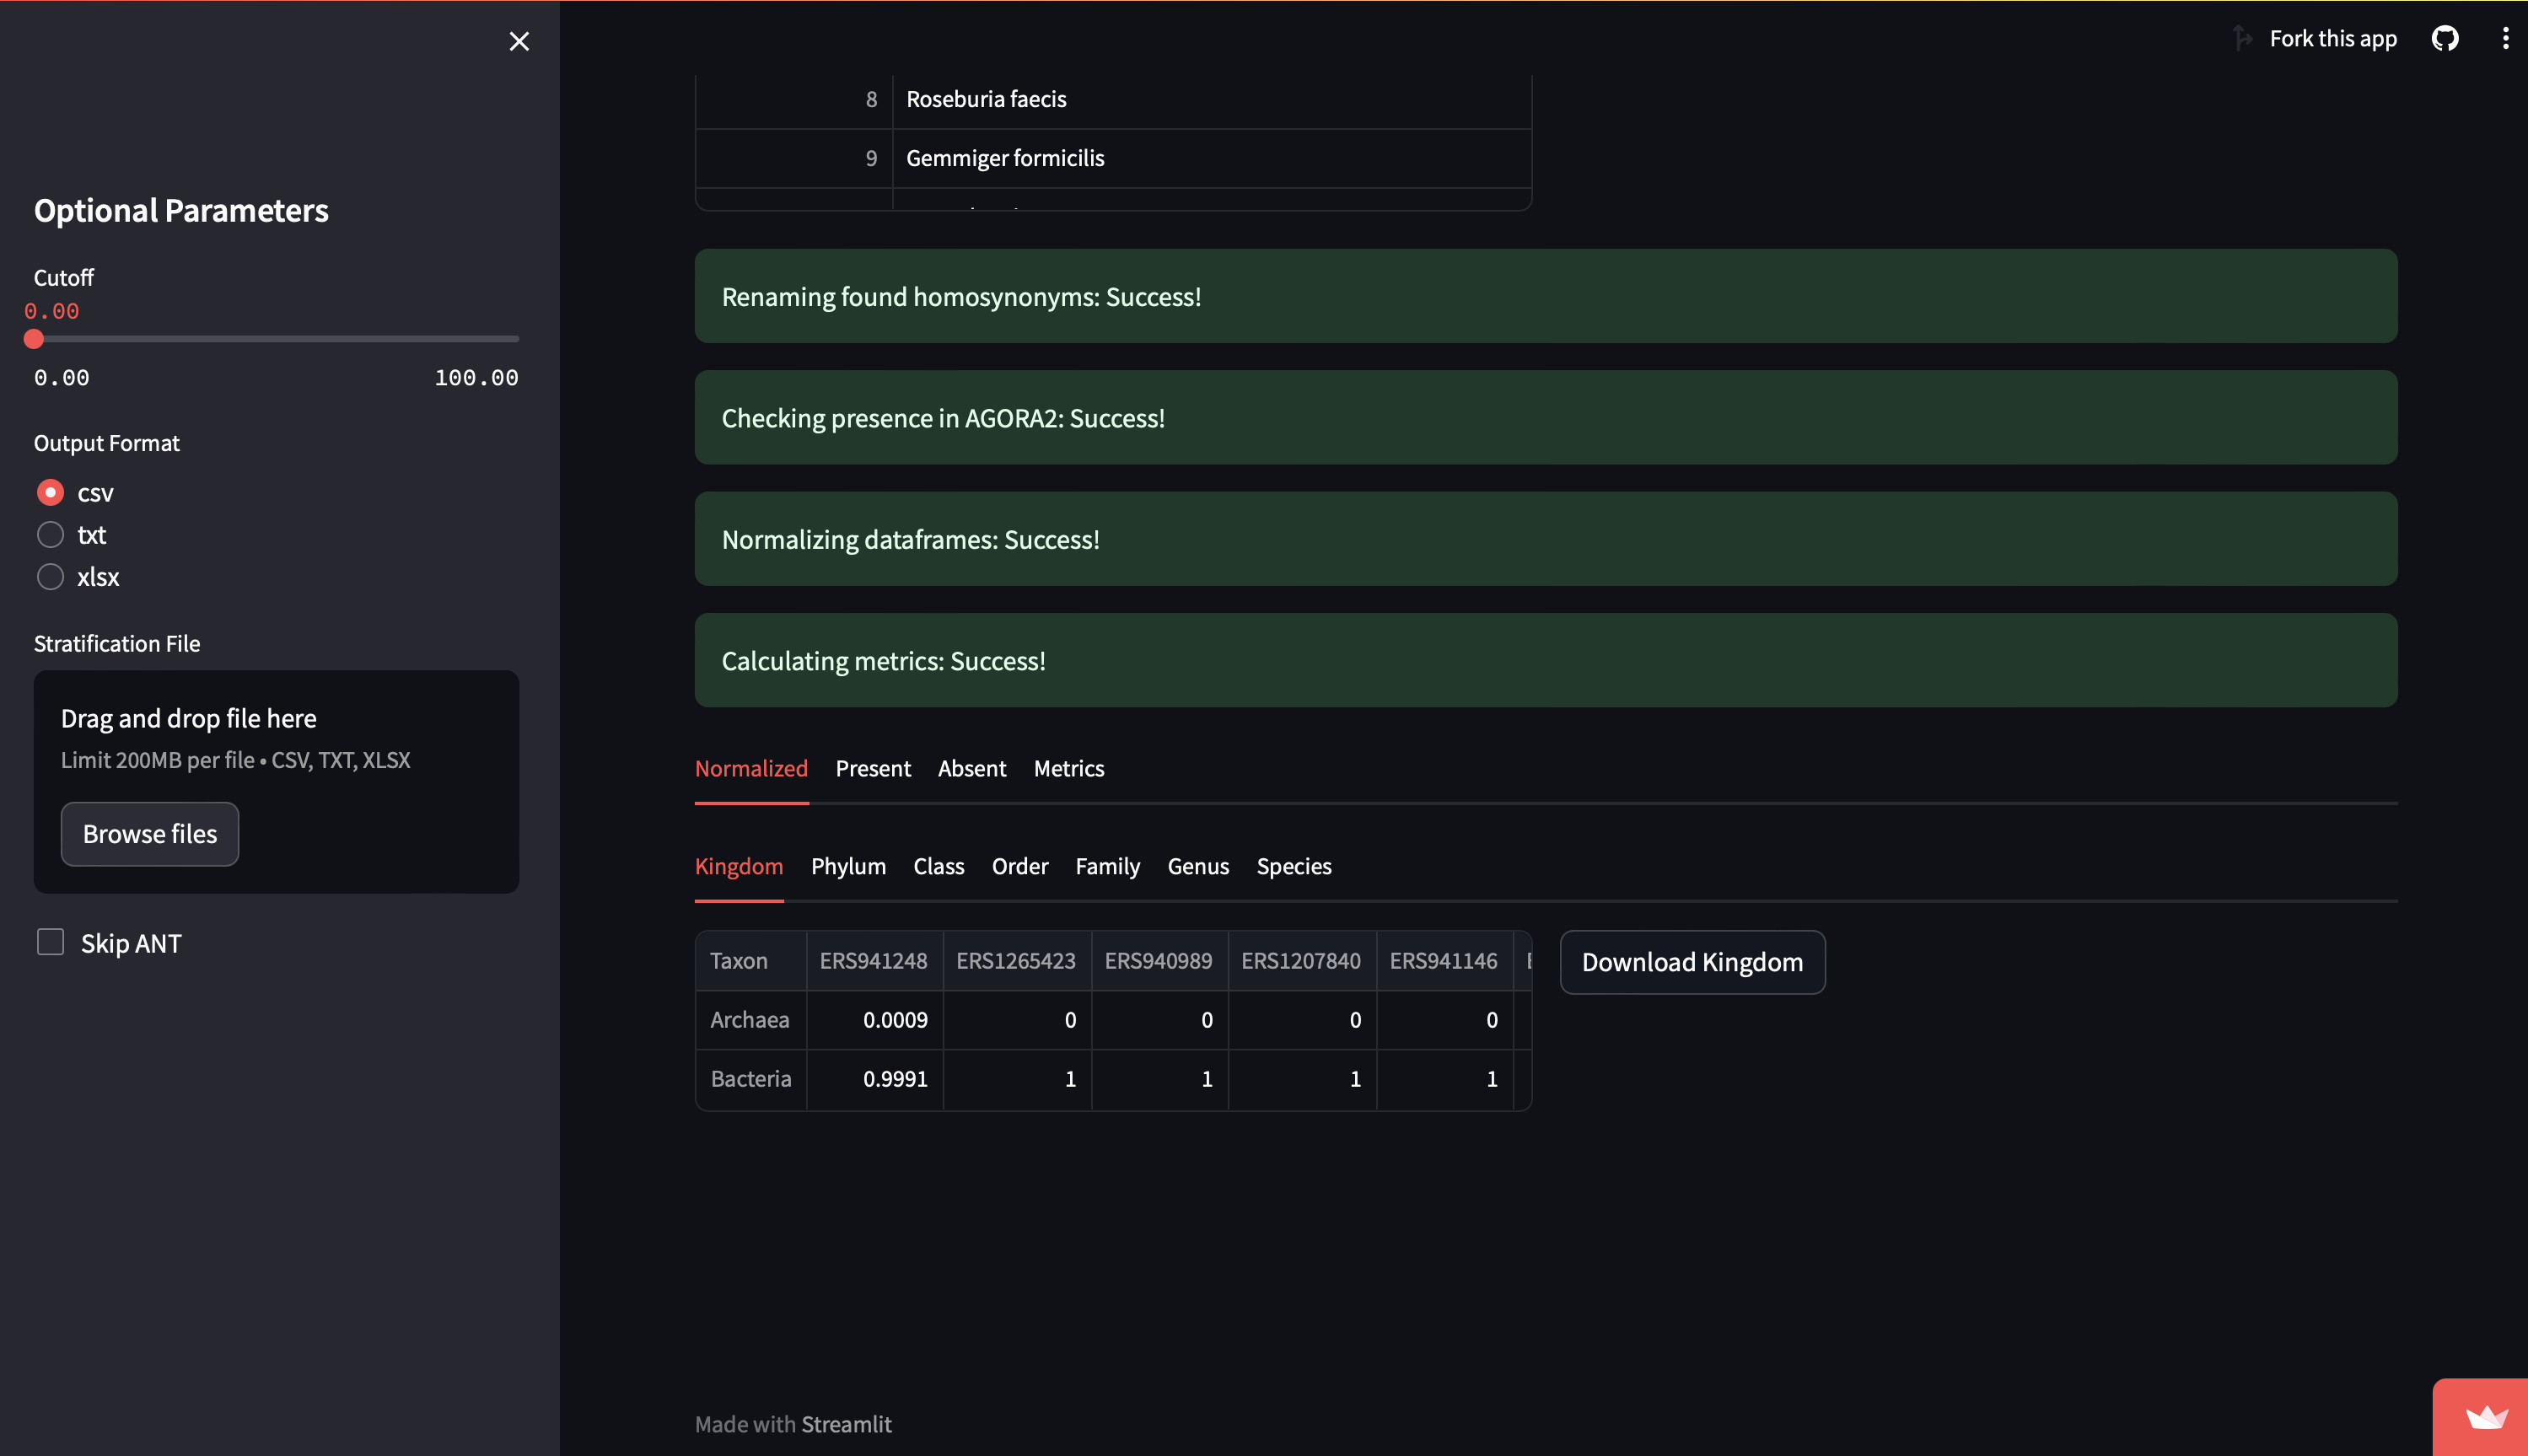 Fork this app
Optional Parameters
Cutoff
0.00
0.00 100.00
Output Format
csv
txt
xlsx
Stratification File
Drag and drop file here
Limit 200MB per file • CSV, TXT, XLSX
Browse files
Skip ANT
8 Roseburia faecis
9 Gemmiger formicilis
Renaming found homosynonyms: Success!
Checking presence in AGORA2: Success!
Normalizing dataframes: Success!
Calculating metrics: Success!
Normalized Present Absent Metrics
Kingdom Phylum Class Order Family Genus Species
Taxon ERS941248 ERS1265423 ERS940989 ERS1207840 ERS941146
Archaea 0.0009 0 0 0 0
Bacteria 0.9991 1 1 1 1
Download Kingdom
Made with Streamlit